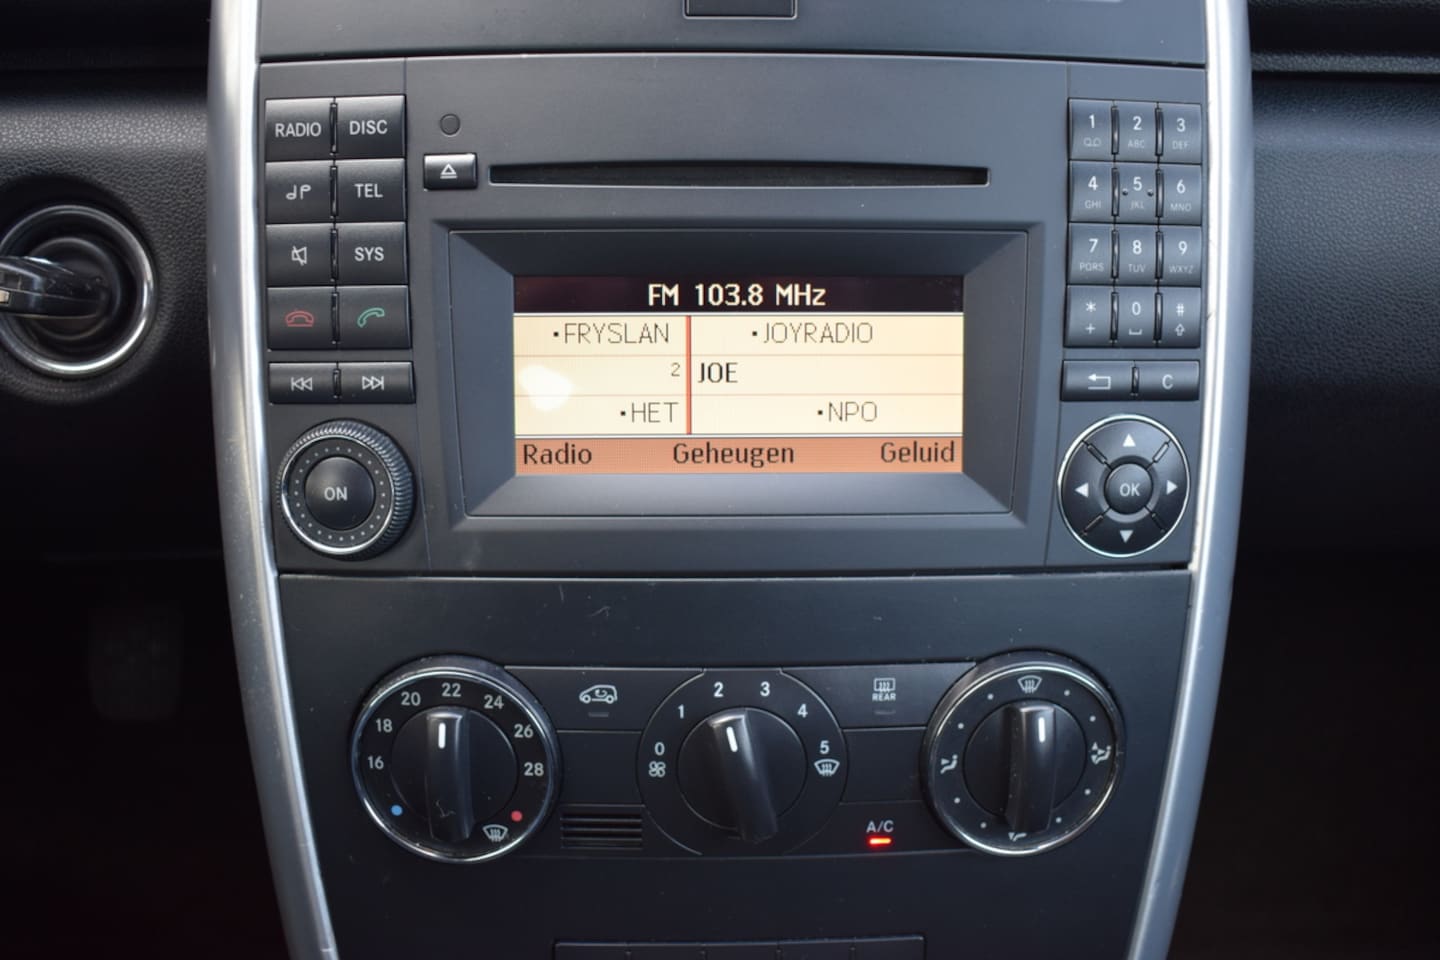 RADIO DISC
TEL
SYS
ON
FM 103.8 MHz
·FRYSLAN ·JOYRADIO
2 JOE
·HET ·NPO
Radio Geheugen Geluid
1 2 3
ABC DEF
4 5 6
GHI JKL MNO
7 8 9
PQRS TUV WXYZ
* 0 #
+
C
OK
16 18 20 22 24 26 28
0 1 2 3 4 5
REAR
A/C